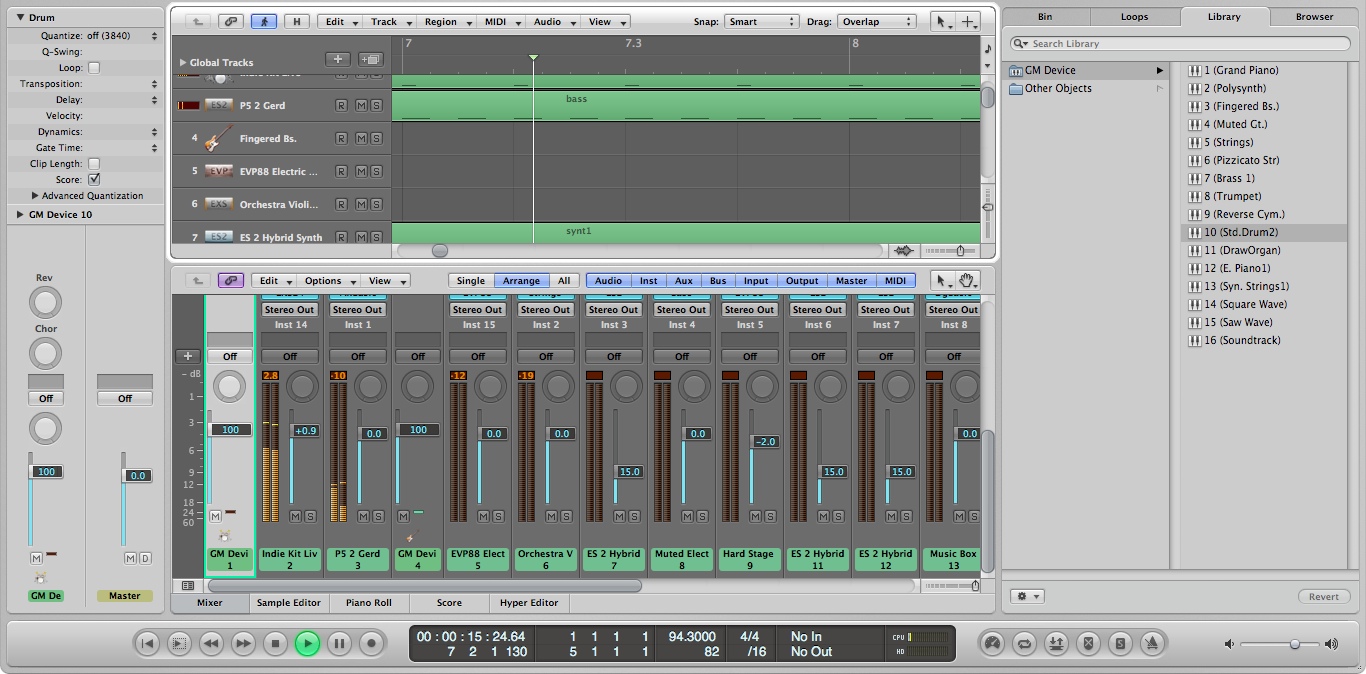 Drum
Quantize: off (3840)
Q-Swing:
Loop:
Transposition:
Delay:
Velocity:
Dynamics:
Gate Time:
Clip Length:
Score:
Advanced Quantization
GM Device 10
Rev
Chor
Off
Off
100
0.0
M
M D
GM De
Master
H Edit Track Region MIDI Audio View Snap: Smart Drag: Overlap
7 7.3 8
Global Tracks
ES2 P5 2 Gerd R M S
bass
4 Fingered Bs. R M S
5 EVP EVP88 Electric ... R M S
6 EXS Orchestra Violi... R M S
7 ES2 ES 2 Hybrid Synth R M S
synt1
Edit Options View Single Arrange All Audio Inst Aux Bus Input Output Master MIDI
Stereo Out Stereo Out Stereo Out Stereo Out Stereo Out Stereo Out Stereo Out Stereo Out Stereo Out Stereo Out
Inst 14 Inst 1 Inst 15 Inst 2 Inst 3 Inst 4 Inst 5 Inst 6 Inst 7 Inst 8
Off Off Off Off Off Off Off Off Off Off Off Off
dB 2.8 -10 -12 -19
1
3
6
9
12
18
24
60
100 +0.9 0.0 100 0.0 0.0 15.0 0.0 -2.0 15.0 15.0 0.0
M M S M S M M S M S M S M S M S M S M S M S
GM Devi Indie Kit Liv P5 2 Gerd GM Devi EVP88 Elect Orchestra V ES 2 Hybrid Muted Elect Hard Stage ES 2 Hybrid ES 2 Hybrid Music Box
1 2 3 4 5 6 7 8 9 11 12 13
Mixer Sample Editor Piano Roll Score Hyper Editor
Bin Loops Library Browser
Search Library
GM Device
Other Objects
1 (Grand Piano)
2 (Polysynth)
3 (Fingered Bs.)
4 (Muted Gt.)
5 (Strings)
6 (Pizzicato Str)
7 (Brass 1)
8 (Trumpet)
9 (Reverse Cym.)
10 (Std.Drum2)
11 (DrawOrgan)
12 (E. Piano1)
13 (Syn. Strings1)
14 (Square Wave)
15 (Saw Wave)
16 (Soundtrack)
Revert
00 : 00 : 15 : 24.64 1 1 1 1 94.3000 4/4 No In CPU
7 2 1 130 5 1 1 1 82 /16 No Out HD
S